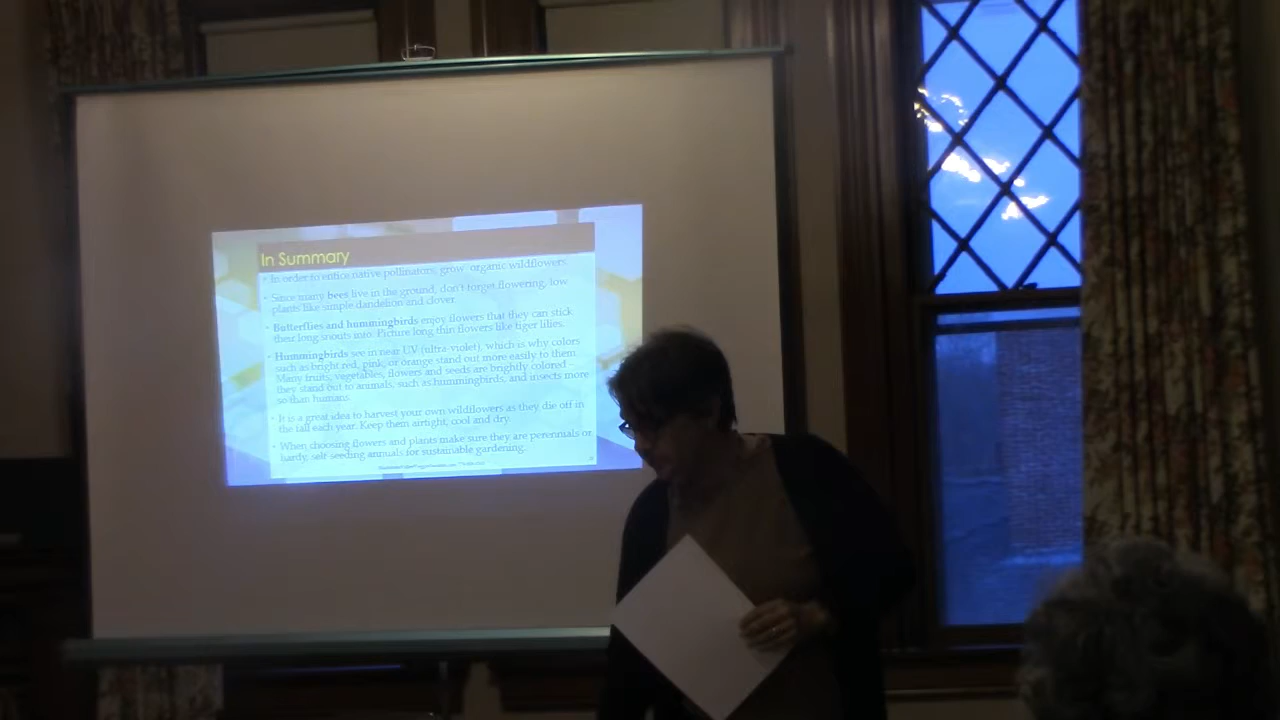 In Summary
• In order to entice native pollinators, grow organic wildflowers.
• Since many bees live in the ground, don't forget flowering, low
plants like simple dandelion and clover.
• Butterflies and hummingbirds enjoy flowers that they can stick
their long snouts into. Picture long thin flowers like tiger lilies.
• Hummingbirds see in near UV (ultra-violet), which is why colors
such as bright red, pink, or orange stand out more easily to them.
Many fruits, vegetables, flowers and seeds are brightly colored –
they stand out to animals, such as hummingbirds, and insects more
so than humans.
• It is a great idea to harvest your own wildflowers as they die off in
the fall each year. Keep them airtight, cool and dry.
• When choosing flowers and plants make sure they are perennials or
hardy, self-seeding annuals for sustainable gardening.